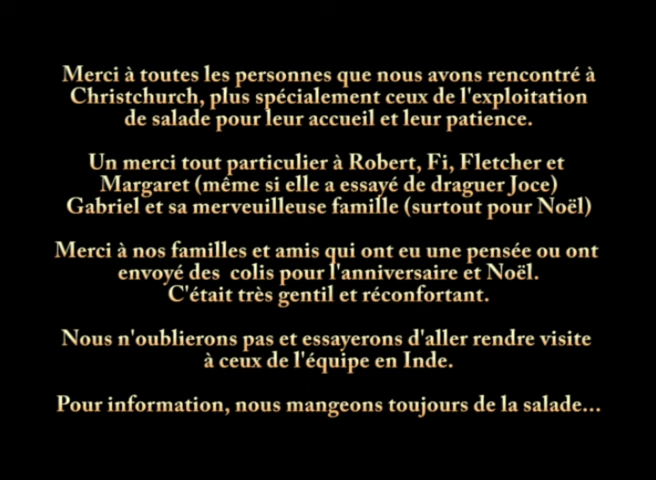 Merci à toutes les personnes que nous avons rencontré à
Christchurch, plus spécialement ceux de l'exploitation
de salade pour leur accueil et leur patience.
Un merci tout particulier à Robert, Fi, Fletcher et
Margaret (même si elle a essayé de draguer Joce)
Gabriel et sa merveuilleuse famille (surtout pour Noël)
Merci à nos familles et amis qui ont eu une pensée ou ont
envoyé des colis pour l'anniversaire et Noël.
C'était très gentil et réconfortant.
Nous n'oublierons pas et essayerons d'aller rendre visite
à ceux de l'équipe en Inde.
Pour information, nous mangeons toujours de la salade...